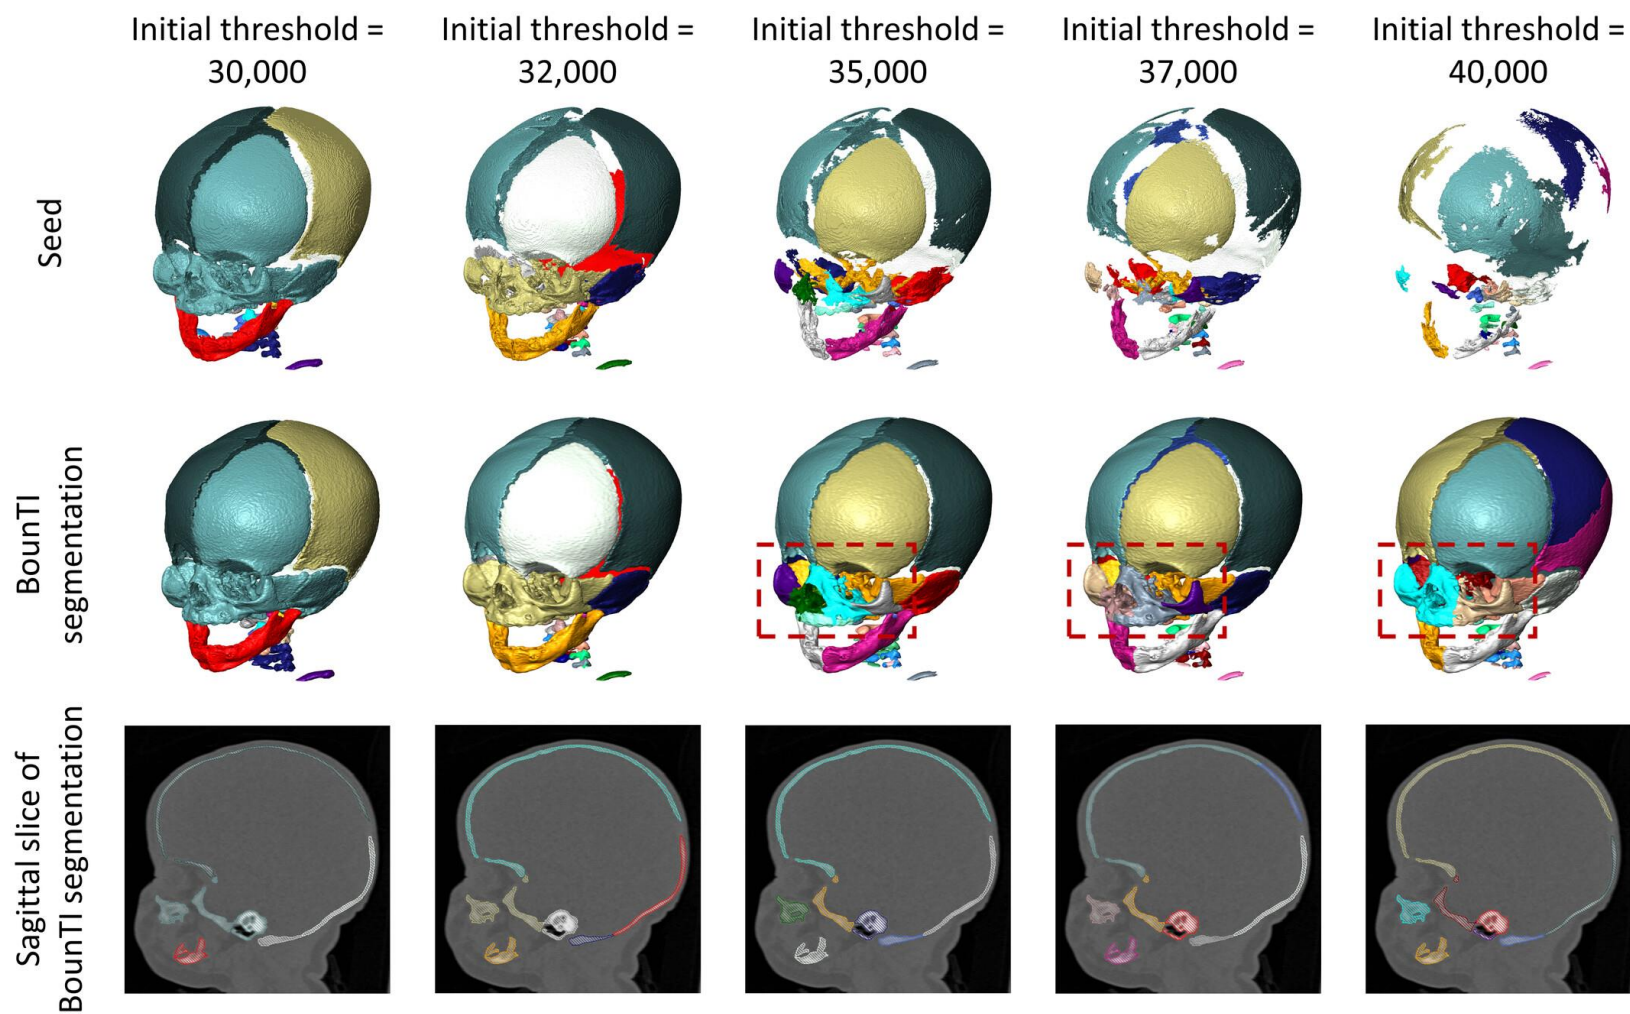 Initial threshold =
30,000
Initial threshold =
32,000
Initial threshold =
35,000
Initial threshold =
37,000
Initial threshold =
40,000
Seed
BounTI
segmentation
Sagittal slice of
BounTI segmentation